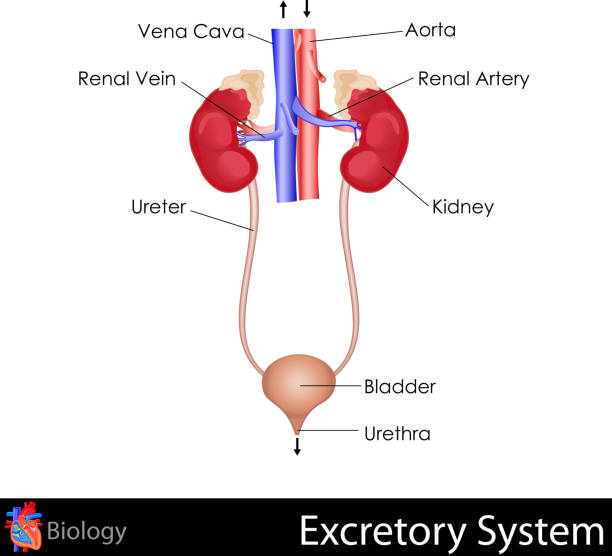 Vena Cava
Aorta
Renal Vein
Renal Artery
Ureter
Kidney
Bladder
Urethra
Biology
Excretory System